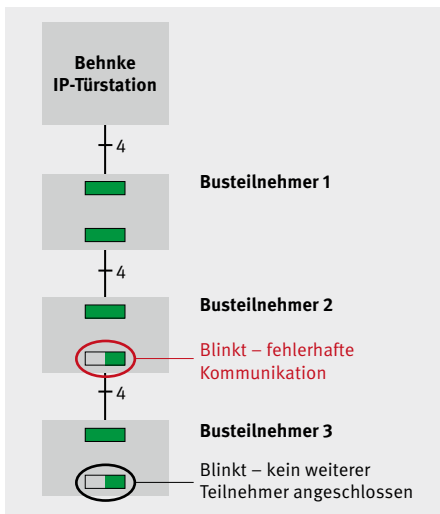 Behnke
IP-Türstation
4
Busteilnehmer 1
4
Busteilnehmer 2
Blinkt – fehlerhafte
Kommunikation
4
Busteilnehmer 3
Blinkt – kein weiterer
Teilnehmer angeschlossen